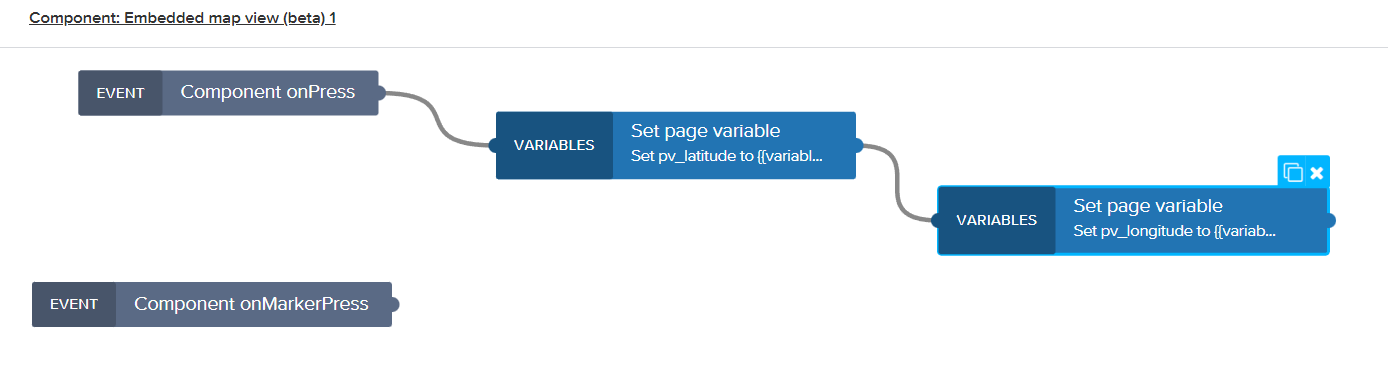 Component: Embedded map view (beta) 1
EVENT
Component onPress
VARIABLES
Set page variable
Set pv_latitude to {{variabl...
VARIABLES
Set page variable
Set pv_longitude to {{variab...
EVENT
Component onMarkerPress